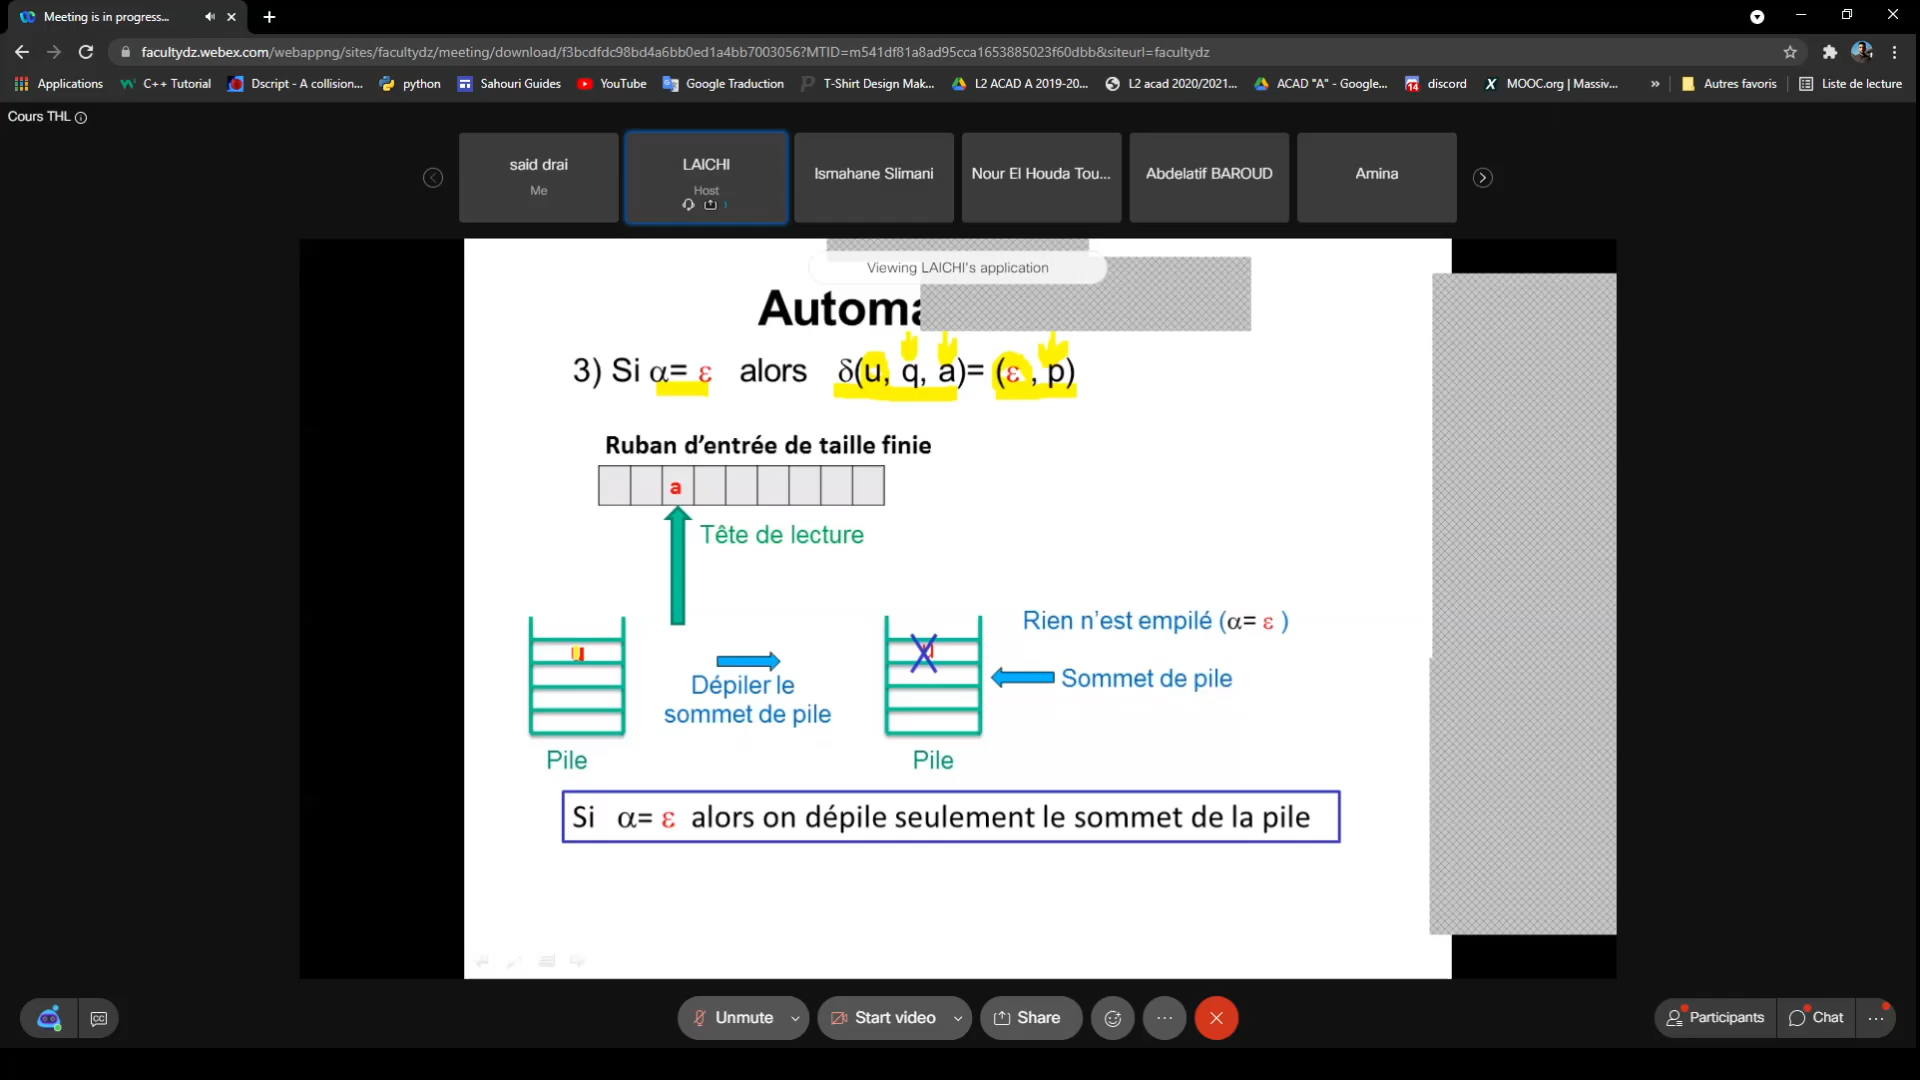 Meeting is in progress...
facultydz.webex.com/webappng/sites/facultydz/meeting/download/f3bcdfdc98bd4a6bb0ed1a4bb7003056?MTID=m541df81a8ad95cca1653885023f60dbb&siteurl=facultydz
Applications C++ Tutorial Dscript - A collision... python Sahouri Guides YouTube Google Traduction T-Shirt Design Mak... L2 ACAD A 2019-20... L2 acad 2020/2021... ACAD "A" - Google... 14 discord X MOOC.org | Massiv... » Autres favoris Liste de lecture
Cours THL
said drai
Me
LAICHI
Host
Ismahane Slimani
Nour El Houda Tou...
Abdelatif BAROUD
Amina
Viewing LAICHI's application
Automa
3) Si α= ε alors δ(u, q, a)= (ε , p)
Ruban d'entrée de taille finie
a
Tête de lecture
Rien n'est empilé (α= ε )
u
u
Dépiler le
sommet de pile
Sommet de pile
Pile
Pile
Si α= ε alors on dépile seulement le sommet de la pile
CC
Unmute
Start video
Share
Participants
Chat